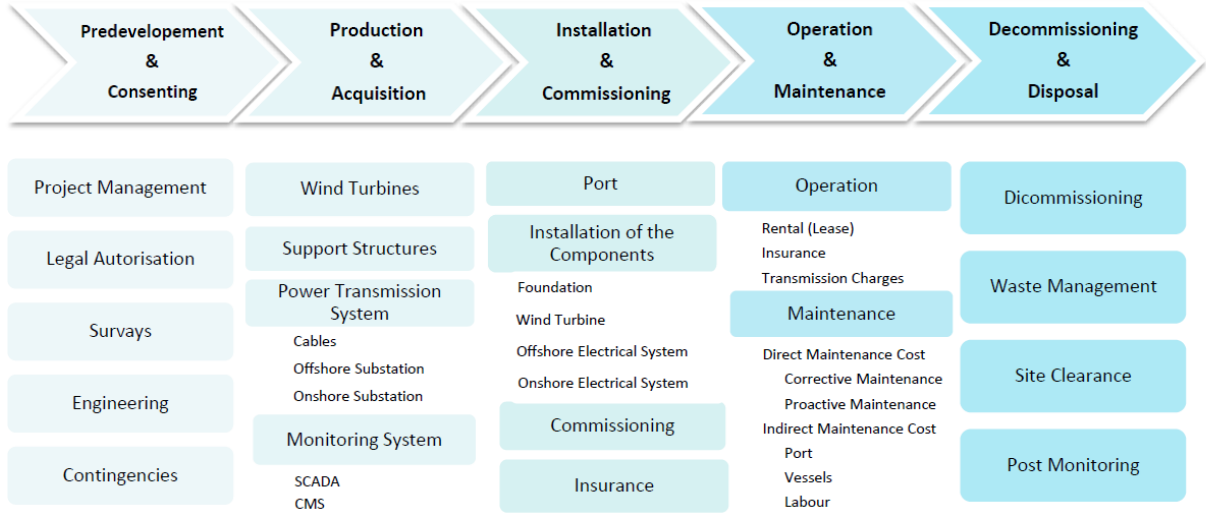 Predevelopement
&
Consenting
Production
&
Acquisition
Installation
&
Commissioning
Operation
&
Maintenance
Decommissioning
&
Disposal
Project Management
Legal Autorisation
Survays
Engineering
Contingencies
Wind Turbines
Support Structures
Power Transmission
System
Cables
Offshore Substation
Onshore Substation
Monitoring System
SCADA
CMS
Port
Installation of the
Components
Foundation
Wind Turbine
Offshore Electrical System
Onshore Electrical System
Commissioning
Insurance
Operation
Rental (Lease)
Insurance
Transmission Charges
Maintenance
Direct Maintenance Cost
Corrective Maintenance
Proactive Maintenance
Indirect Maintenance Cost
Port
Vessels
Labour
Dicommissioning
Waste Management
Site Clearance
Post Monitoring